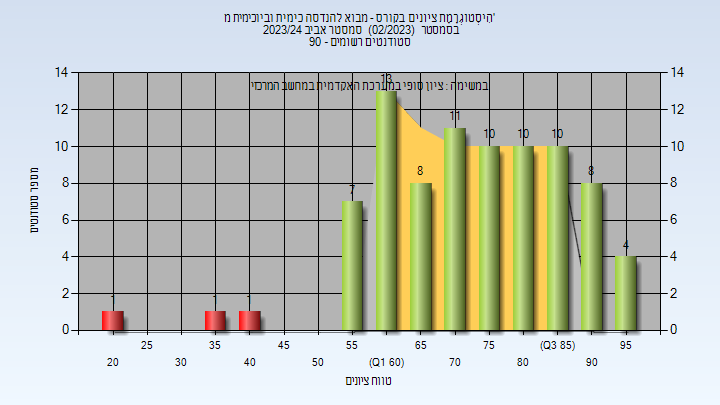 היסטוגרמת ציונים בקורס - מבוא להנדסה כימית וביוכימית מ'
בסמסטר (02/2023) סמסטר אביב 2023/24
סטודנטים רשומים - 90
במשימה : ציון סופי במערכת האקדמית במחשב המרכזי
14 14
12 12
10 10
8 8
6 6
4 4
2 2
0 0
1 1 1 7 13 8 11 10 10 10 8 4
מספר סטודנטים
25 35 45 55 65 75 (Q3 85) 95
20 30 40 50 (Q1 60) 70 80 90
טווח ציונים